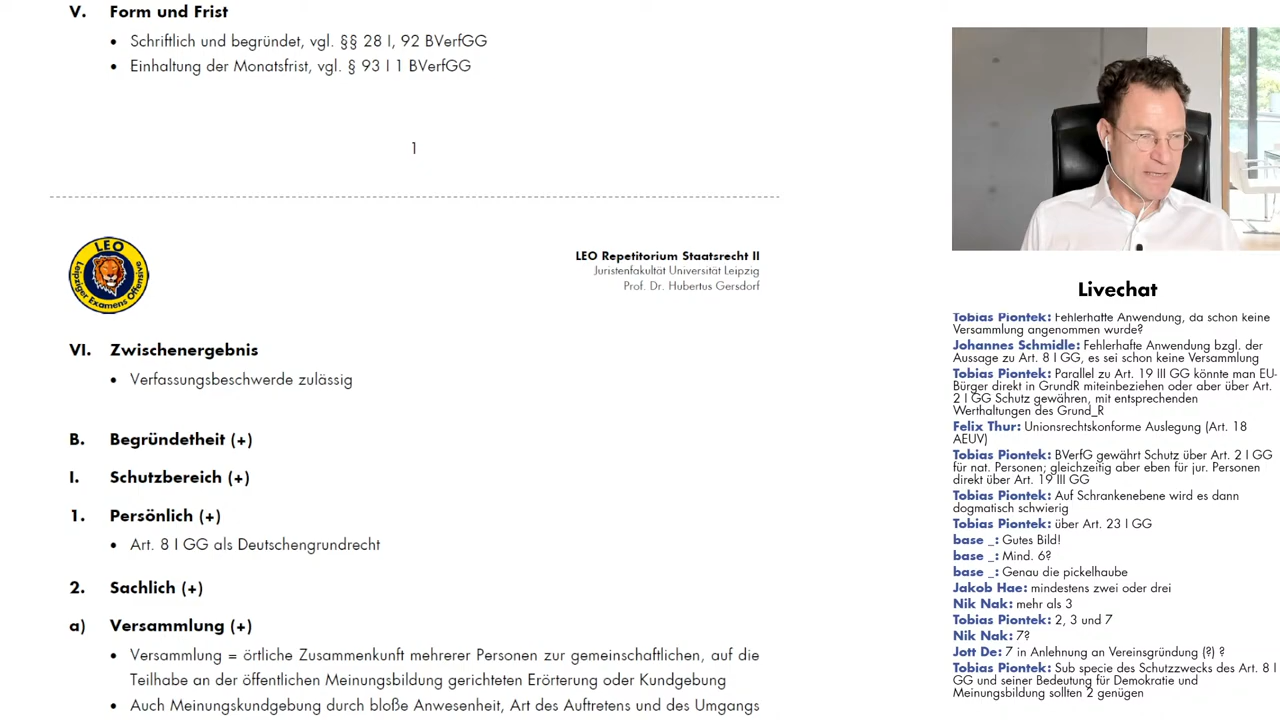 V. Form und Frist
• Schriftlich und begründet, vgl. §§ 28 I, 92 BVerfGG
• Einhaltung der Monatsfrist, vgl. § 93 I 1 BVerfGG
1
LEO
Leipziger Examens Offensive
LEO Repetitorium Staatsrecht II
Juristenfakultät Universität Leipzig
Prof. Dr. Hubertus Gersdorf
VI. Zwischenergebnis
• Verfassungsbeschwerde zulässig
B. Begründetheit (+)
I. Schutzbereich (+)
1. Persönlich (+)
• Art. 8 I GG als Deutschengrundrecht
2. Sachlich (+)
a) Versammlung (+)
• Versammlung = örtliche Zusammenkunft mehrerer Personen zur gemeinschaftlichen, auf die
Teilhabe an der öffentlichen Meinungsbildung gerichteten Erörterung oder Kundgebung
• Auch Meinungskundgebung durch bloße Anwesenheit, Art des Auftretens und des Umgangs
Livechat
Tobias Piontek: Fehlerhafte Anwendung, da schon keine
Versammlung angenommen wurde?
Johannes Schmidle: Fehlerhafte Anwendung bzgl. der
Aussage zu Art. 8 I GG, es sei schon keine Versammlung
Tobias Piontek: Parallel zu Art. 19 III GG könnte man EU-
Bürger direkt in GrundR miteinbeziehen oder aber über Art.
2 I GG Schutz gewähren, mit entsprechenden
Werthaltungen des Grund_R
Felix Thur: Unionsrechtskonforme Auslegung (Art. 18
AEUV)
Tobias Piontek: BVerfG gewährt Schutz über Art. 2 I GG
für nat. Personen; gleichzeitig aber eben für jur. Personen
direkt über Art. 19 III GG
Tobias Piontek: Auf Schrankenebene wird es dann
dogmatisch schwierig
Tobias Piontek: über Art. 23 I GG
base _: Gutes Bild!
base _: Mind. 6?
base _: Genau die pickelhaube
Jakob Hae: mindestens zwei oder drei
Nik Nak: mehr als 3
Tobias Piontek: 2, 3 und 7
Nik Nak: 7?
Jott De: 7 in Anlehnung an Vereinsgründung (?) ?
Tobias Piontek: Sub specie des Schutzzwecks des Art. 8 I
GG und seiner Bedeutung für Demokratie und
Meinungsbildung sollten 2 genügen